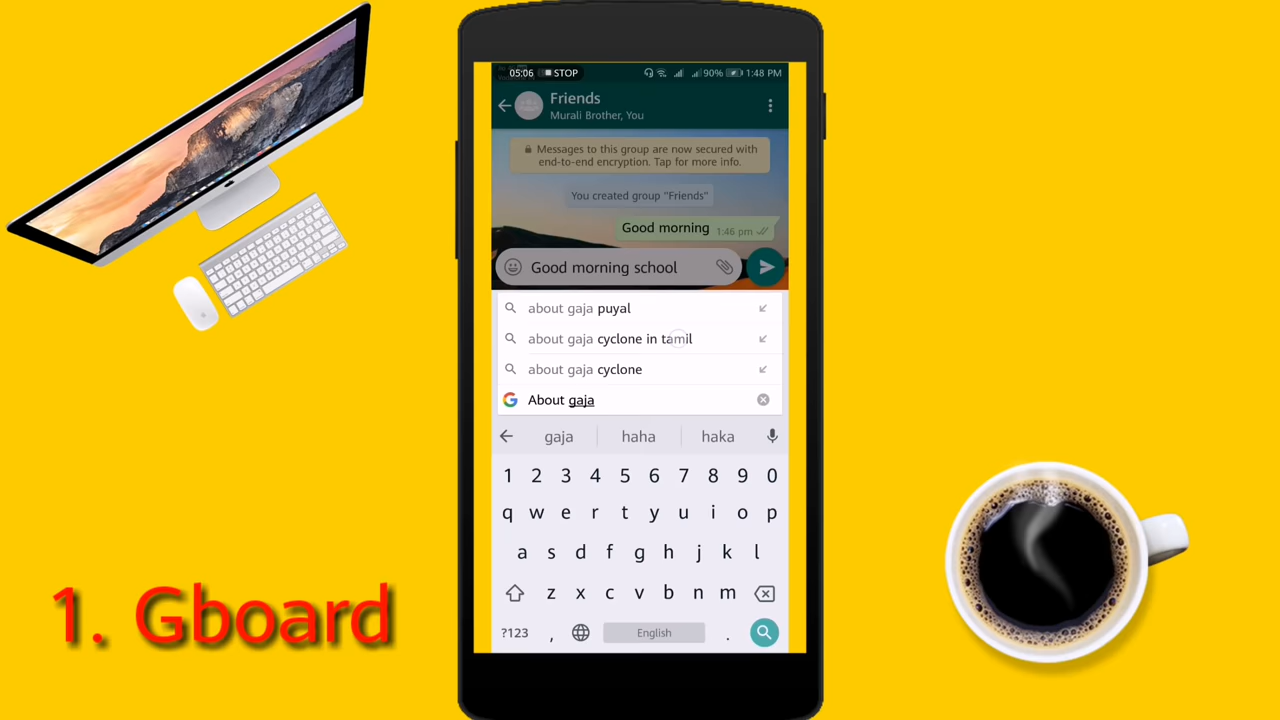 05:06 STOP 90% 1:48 PM
Friends
Murali Brother, You
Messages to this group are now secured with
end-to-end encryption. Tap for more info.
You created group "Friends"
Good morning 1:46 pm
Good morning school
about gaja puyal
about gaja cyclone in tamil
about gaja cyclone
About gaja
gaja haha haka
1 2 3 4 5 6 7 8 9 0
q w e r t y u i o p
a s d f g h j k l
z x c v b n m
?123 , English .
1. Gboard